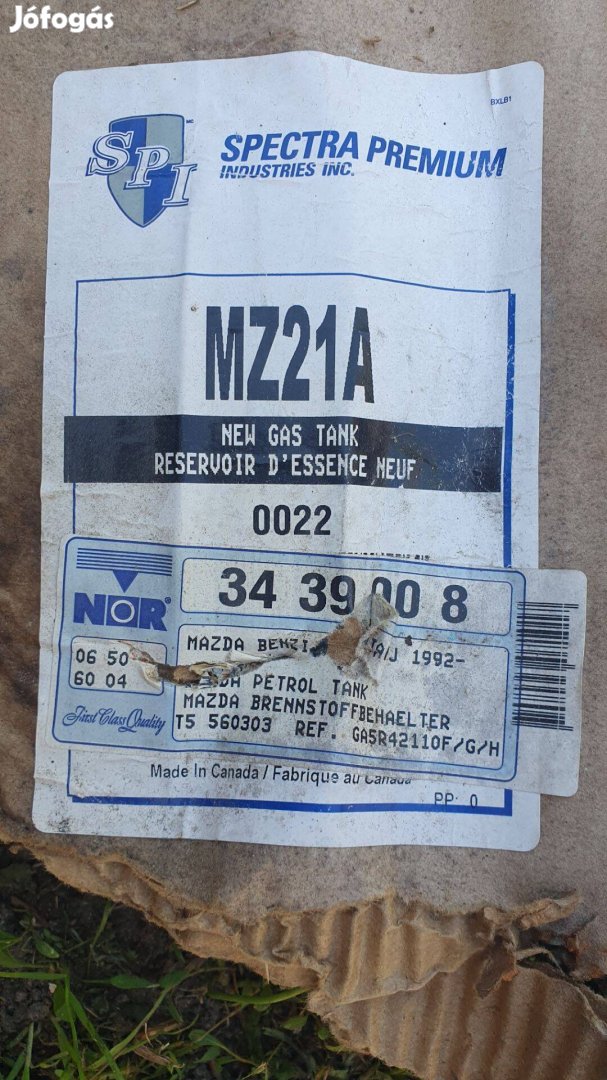 Jófogás
BXLB1
SPI
MC
SPECTRA PREMIUM
INDUSTRIES INC.
MZ21A
NEW GAS TANK
RESERVOIR D'ESSENCE NEUF
0022
NOR®
34 39 00 8
06 50
60 04
First Class Quality
MAZDA 1992-
PETROL TANK
MAZDA BRENNSTOFFBEHAELTER
T5 560303 REF. GA5R42110F/G/H
Made In Canada / Fabrique au Canada
PP: 0